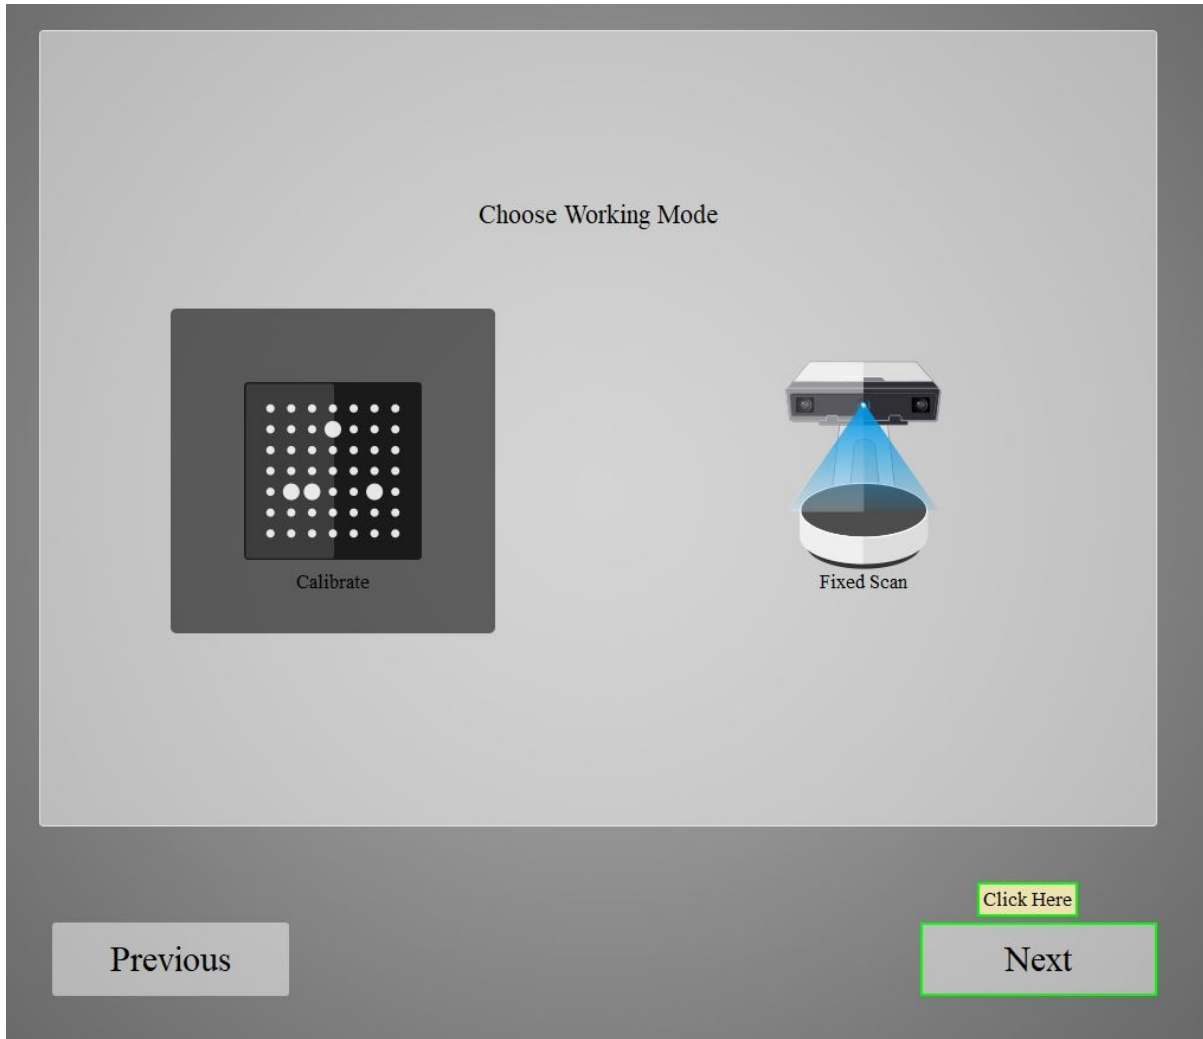 Choose Working Mode
Calibrate
Fixed Scan
Click Here
Previous
Next